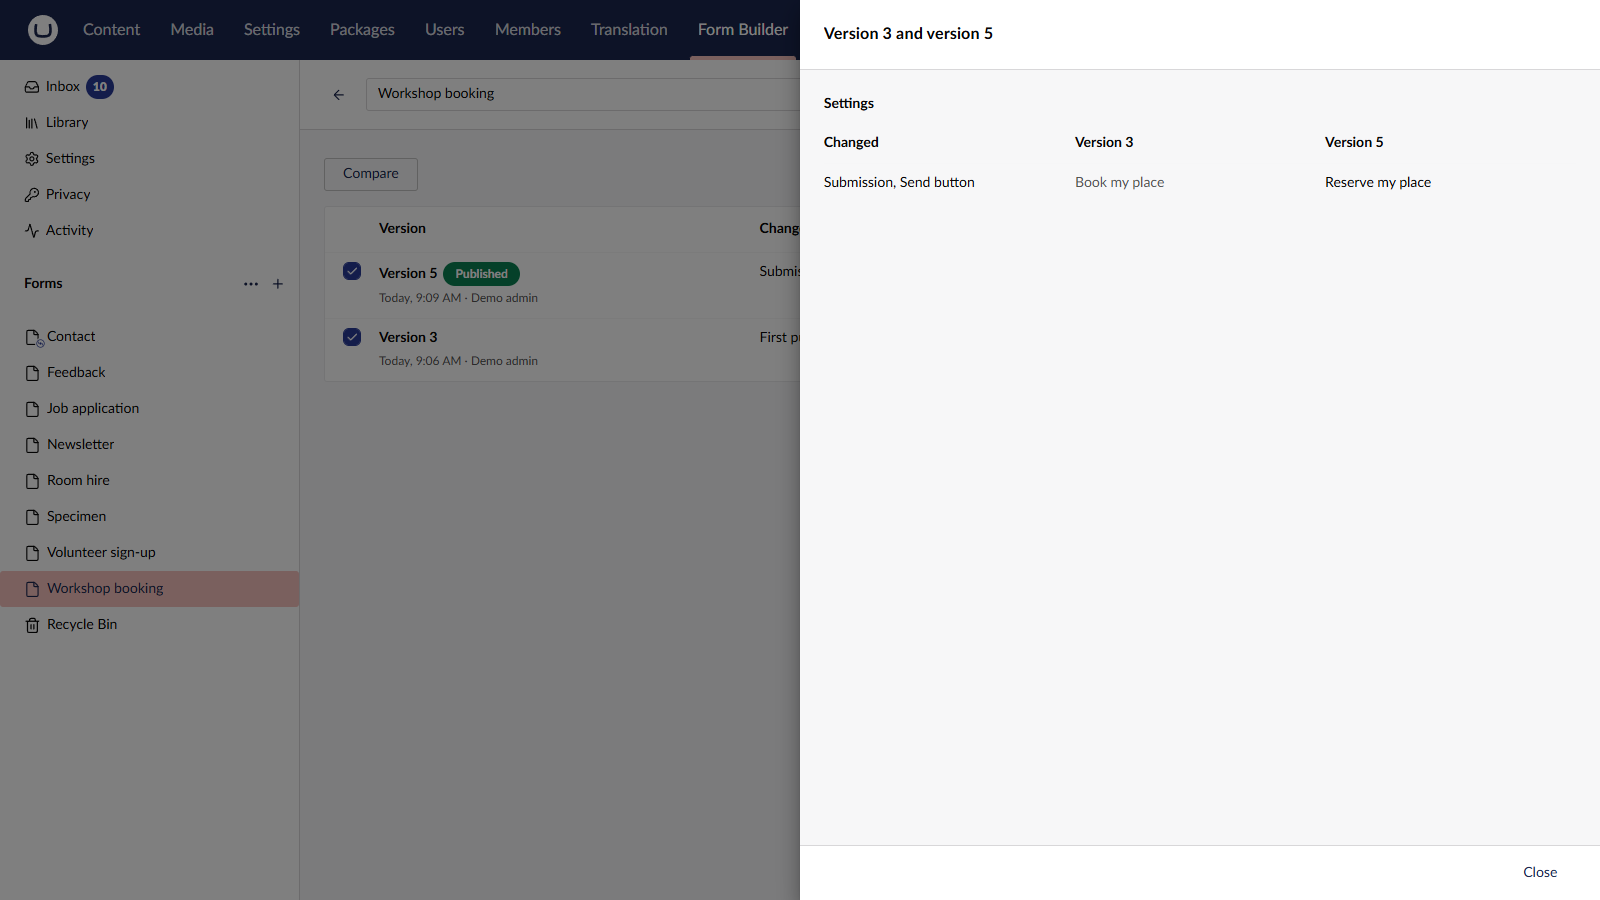 Content Media Settings Packages Users Members Translation Form Builder
Inbox 10
Library
Settings
Privacy
Activity
Forms
Contact
Feedback
Job application
Newsletter
Room hire
Specimen
Volunteer sign-up
Workshop booking
Recycle Bin
Workshop booking
Compare
Version
Version 5 Published
Today, 9:09 AM · Demo admin
Version 3
First
Today, 9:06 AM · Demo admin
Version 3 and version 5
Settings
Changed Version 3 Version 5
Submission, Send button Book my place Reserve my place
Close